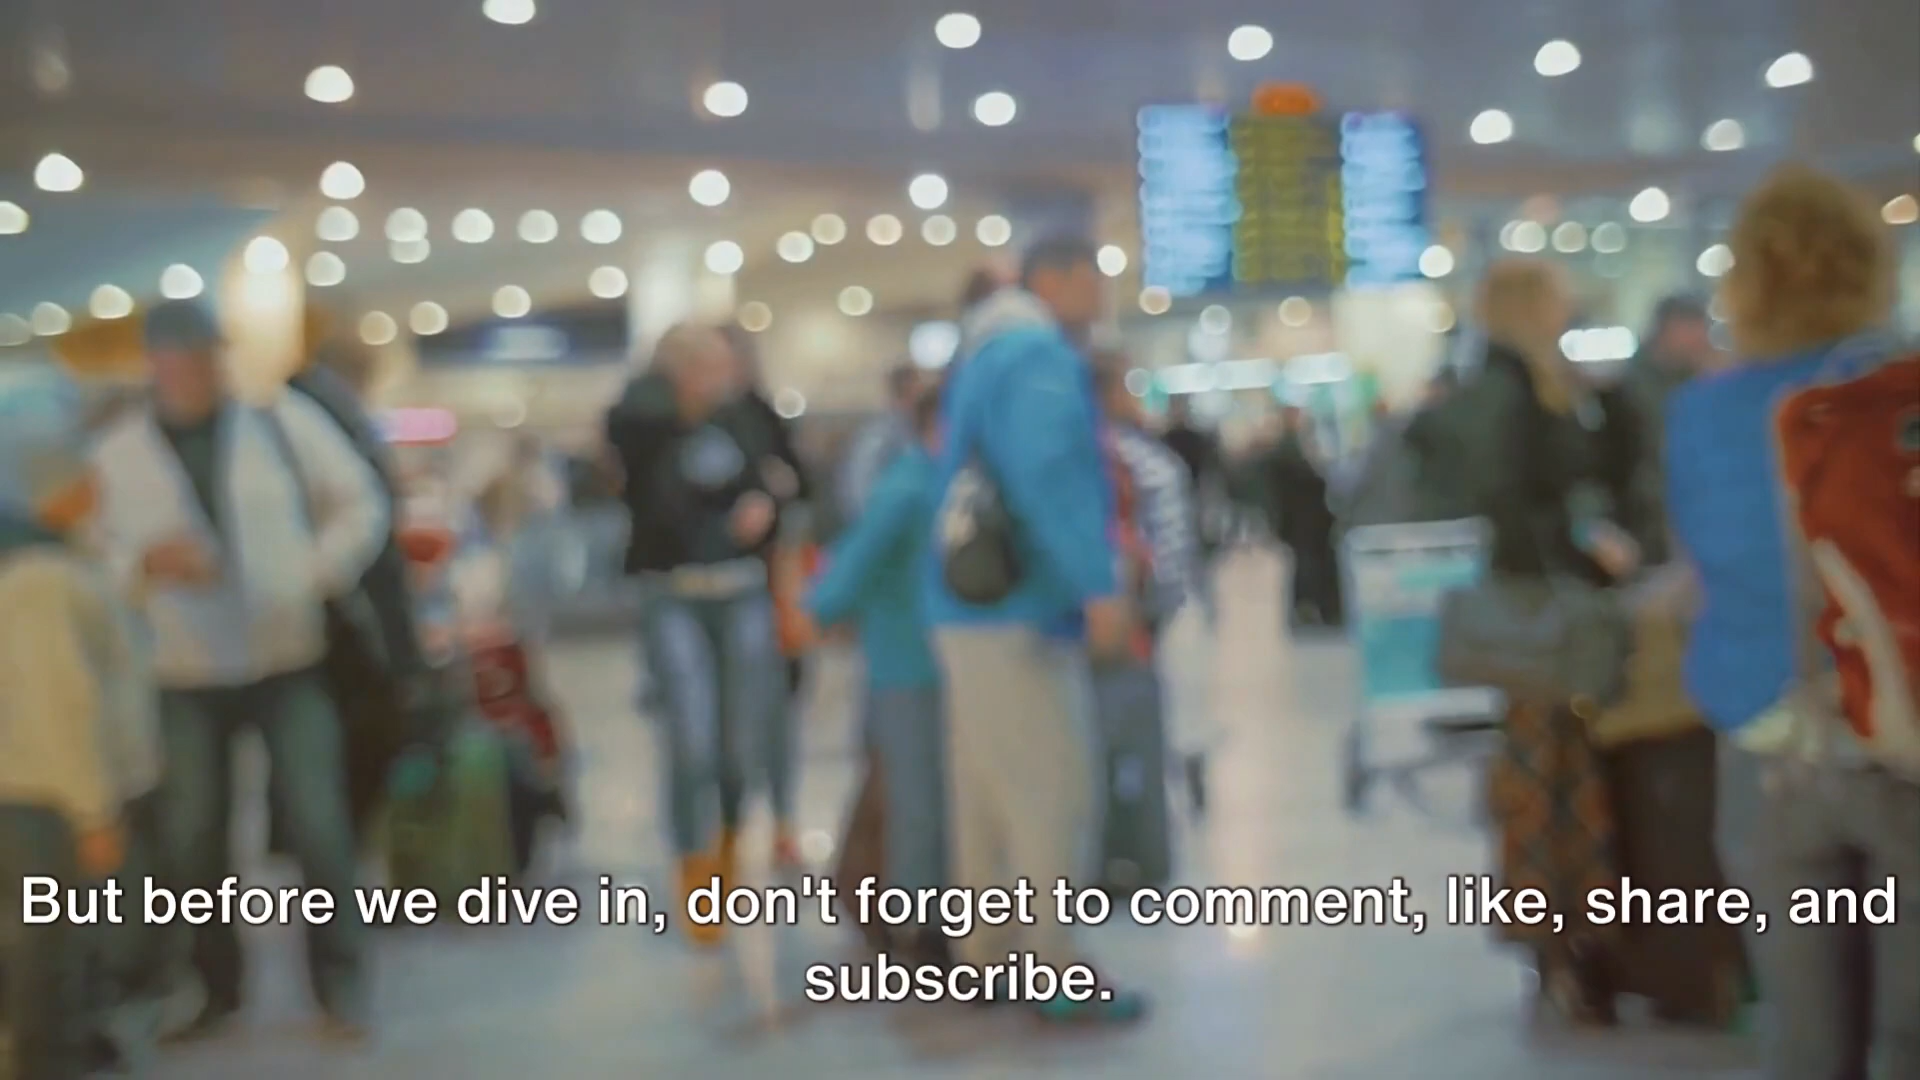 But before we dive in, don't forget to comment, like, share, and
subscribe.